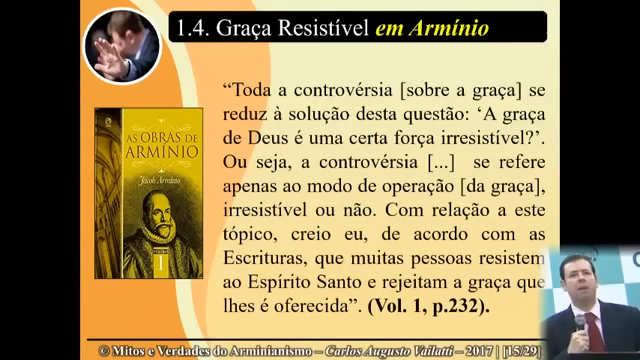 1.4. Graça Resistível em Armínio
“Toda a controvérsia [sobre a graça] se
reduz à solução desta questão: ‘A graça
de Deus é uma certa força irresistível?’.
Ou seja, a controvérsia [...] se refere
apenas ao modo de operação [da graça],
irresistível ou não. Com relação a este
tópico, creio eu, de acordo com as
Escrituras, que muitas pessoas resistem
ao Espírito Santo e rejeitam a graça que
lhes é oferecida”. (Vol. 1, p.232).
AS OBRAS DE
ARMÍNIO
Jacob Armínio
1
© Mitos e Verdades do Arminianismo – Carlos Augusto Vailatti – 2017 | [15/29]